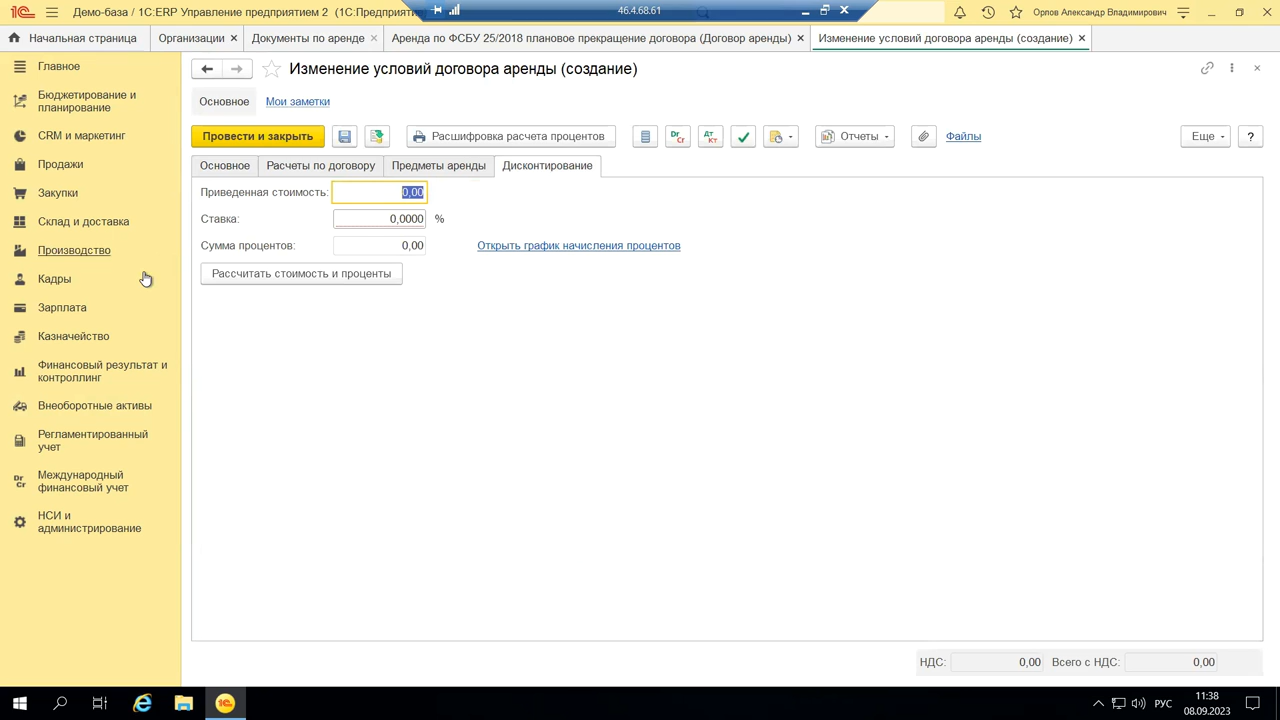 Демо-база / 1C:ERP Управление предприятием 2 (1С:Предприяти
46.4.68.61
Орлов Александр Владимирович
Начальная страница
Организации
Документы по аренде
Аренда по ФСБУ 25/2018 плановое прекращение договора (Договор аренды)
Изменение условий договора аренды (создание)
Главное
Бюджетирование и
планирование
CRM и маркетинг
Продажи
Закупки
Склад и доставка
Производство
Кадры
Зарплата
Казначейство
Финансовый результат и
контроллинг
Внеоборотные активы
Регламентированный
учет
Международный
финансовый учет
НСИ и
администрирование
Изменение условий договора аренды (создание)
Основное
Мои заметки
Провести и закрыть
Расшифровка расчета процентов
Отчеты
Файлы
Еще
?
Основное
Расчеты по договору
Предметы аренды
Дисконтирование
Приведенная стоимость:
0,00
Ставка:
0,0000
%
Сумма процентов:
0,00
Открыть график начисления процентов
Рассчитать стоимость и проценты
НДС:
0,00
Всего с НДС:
0,00
РУС
11:38
08.09.2023